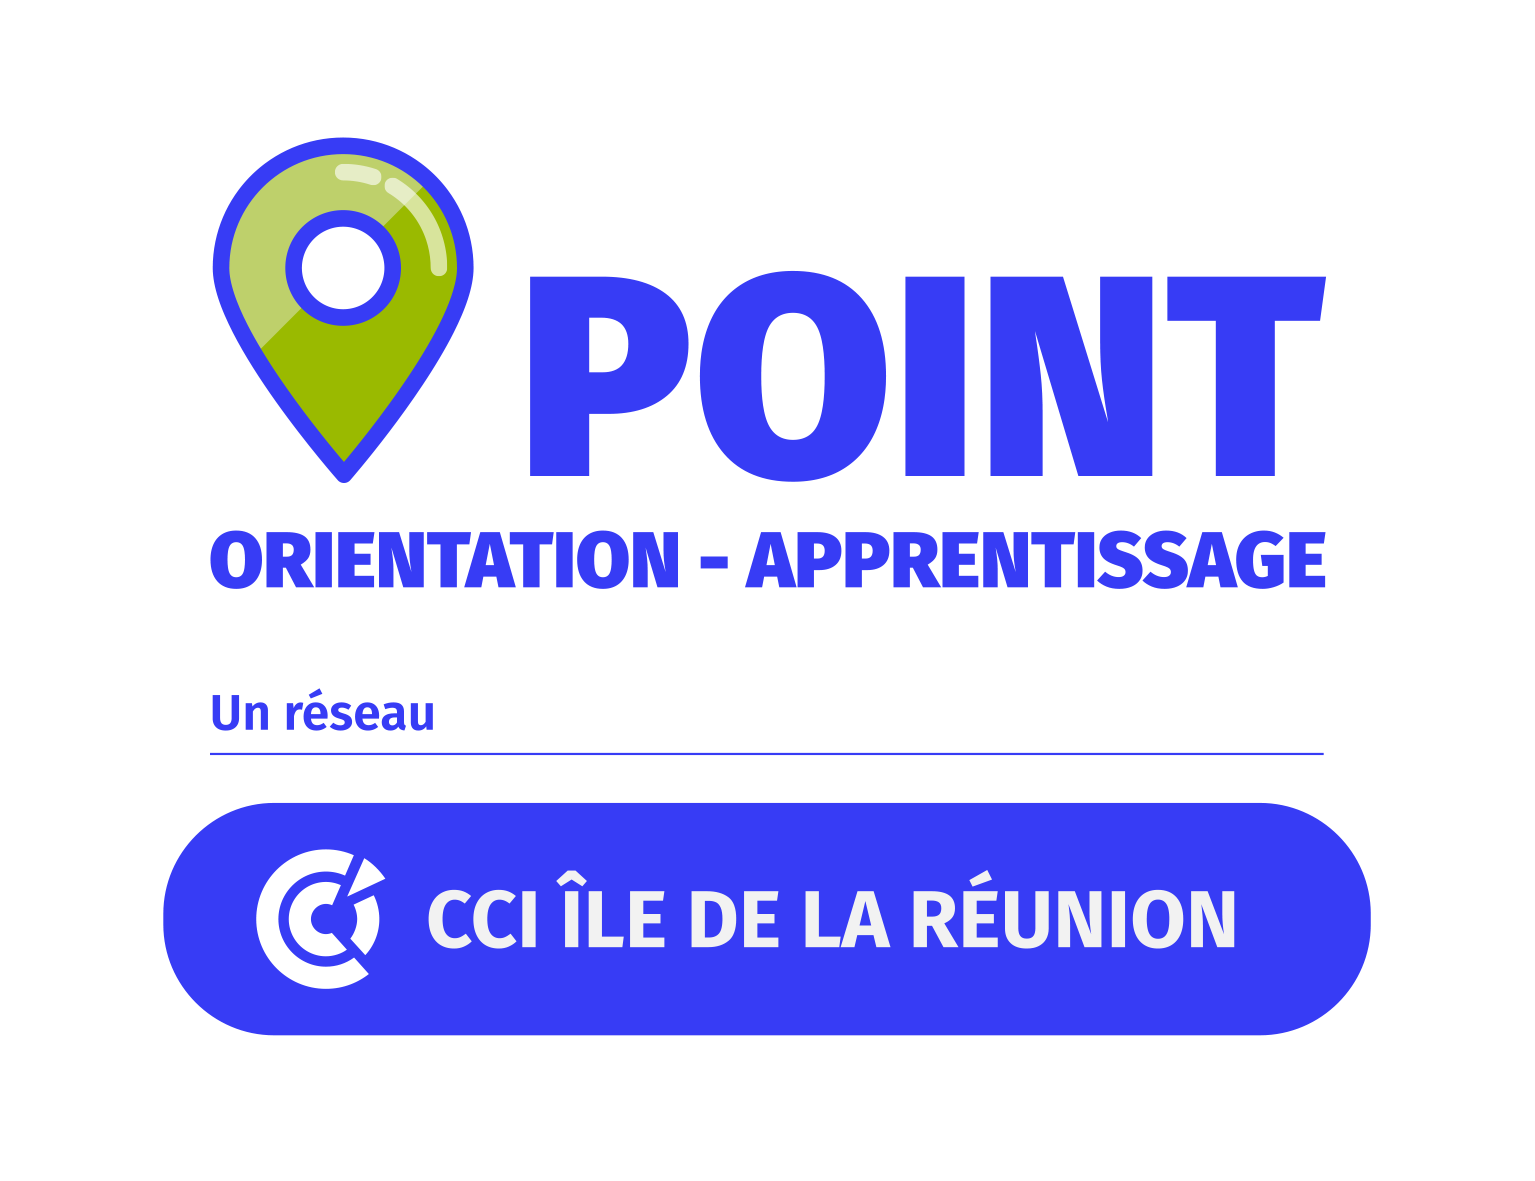 POINT
ORIENTATION - APPRENTISSAGE
Un réseau
CCI ÎLE DE LA RÉUNION